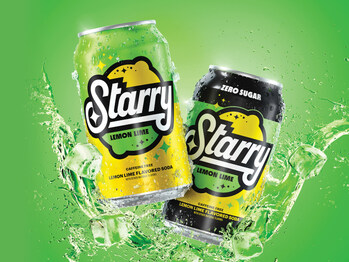 Starry
LEMON LIME
CAFFEINE FREE
LEMON LIME FLAVORED SODA
ZERO SUGAR
Starry
LEMON LIME
CAFFEINE FREE
LEMON LIME FLAVORED SODA